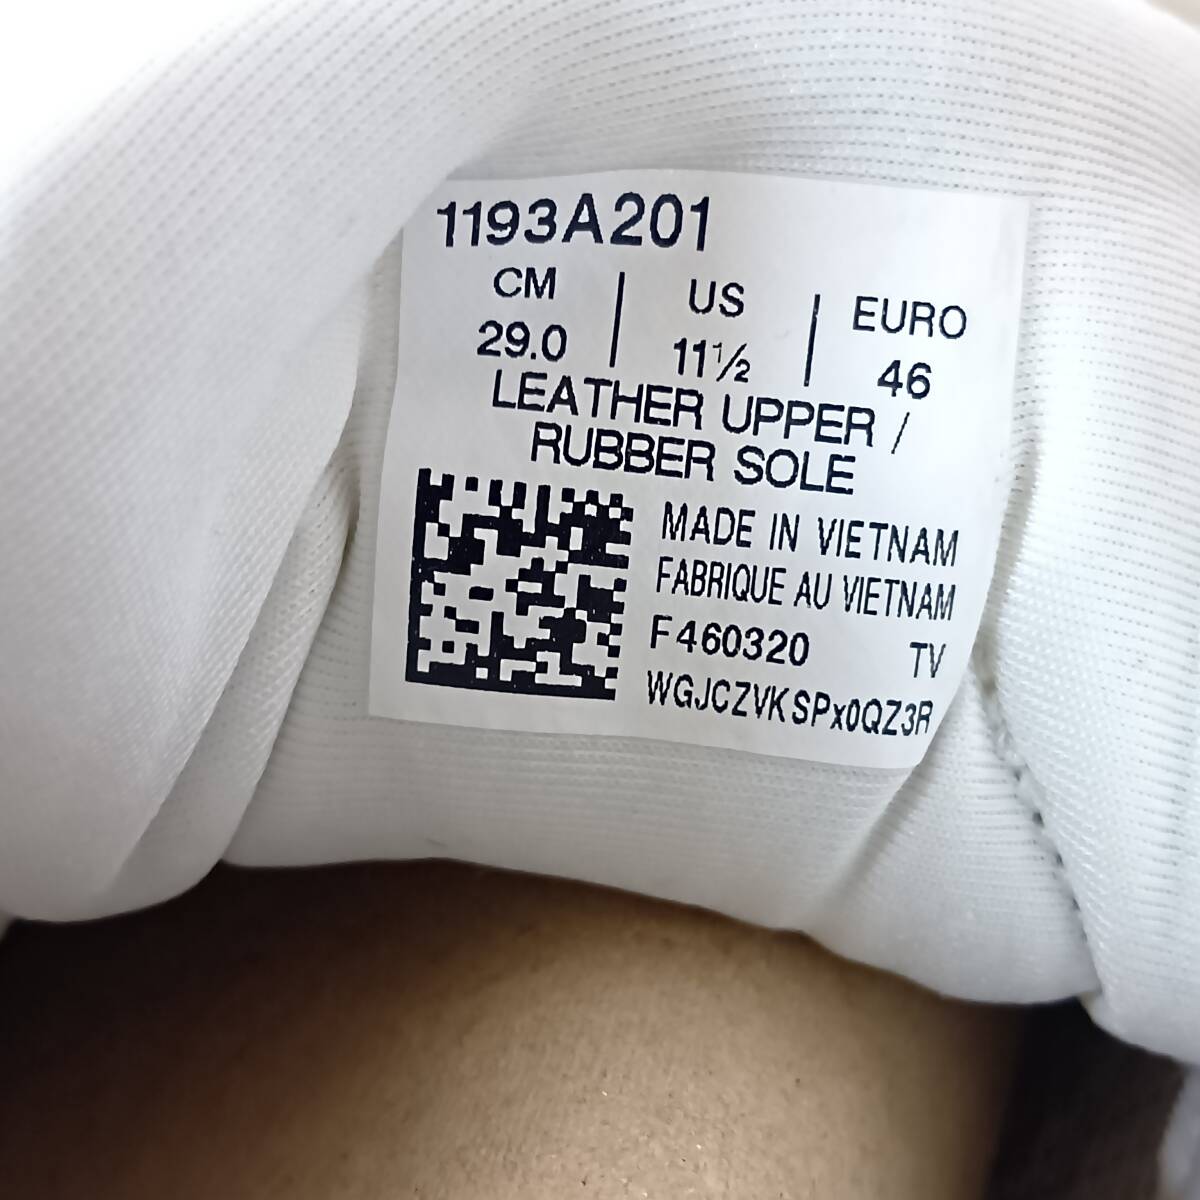 1193A201
CM | US | EURO
29.0 | 11½ | 46
LEATHER UPPER /
RUBBER SOLE
MADE IN VIETNAM
FABRIQUE AU VIETNAM
F460320 TV
WGJCZVKSPx0QZ3R